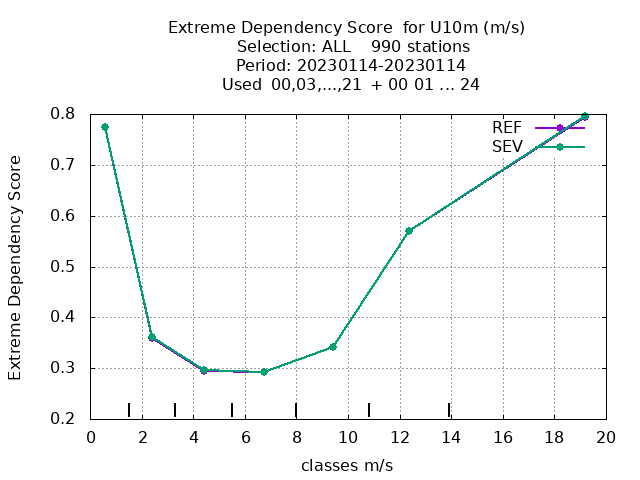 Extreme Dependency Score  for U10m (m/s)
Selection: ALL    990 stations
Period: 20230114-20230114
Used  00,03,...,21  + 00 01 ... 24
REF
SEV
Extreme Dependency Score
0.8
0.7
0.6
0.5
0.4
0.3
0.2
0 2 4 6 8 10 12 14 16 18 20
classes m/s